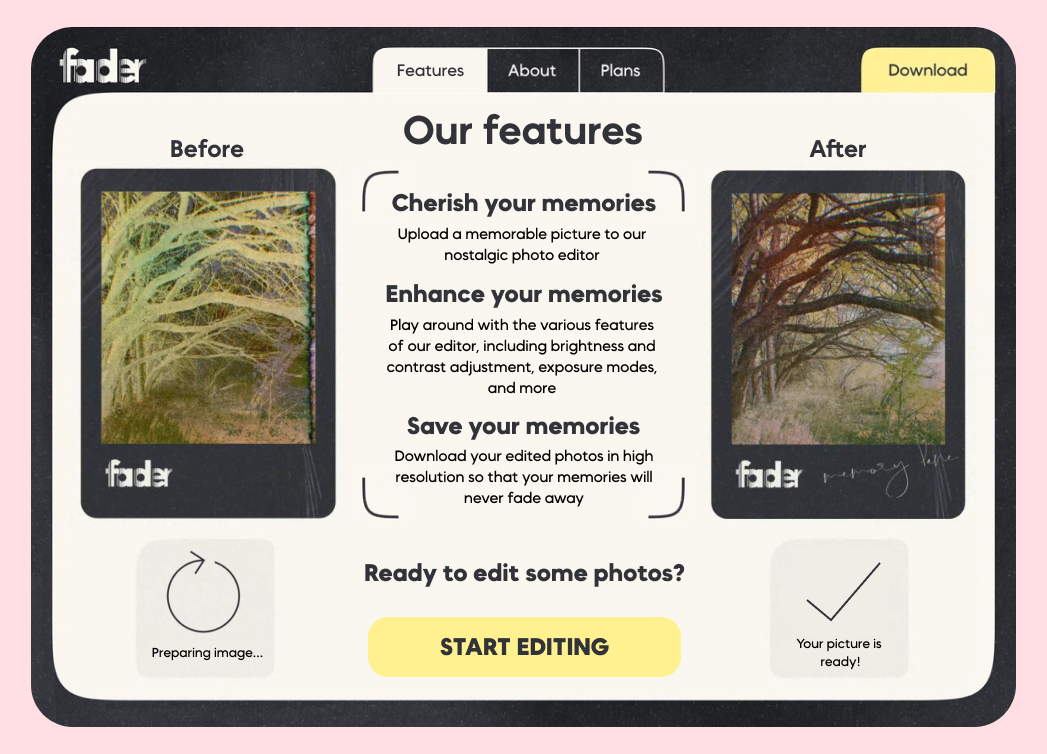 fader
Features
About
Plans
Download
Our features
Before
fader
Preparing image...
Cherish your memories
Upload a memorable picture to our
nostalgic photo editor
Enhance your memories
Play around with the various features
of our editor, including brightness and
contrast adjustment, exposure modes,
and more
Save your memories
Download your edited photos in high
resolution so that your memories will
never fade away
Ready to edit some photos?
START EDITING
After
fader
memory lane
Your picture is
ready!